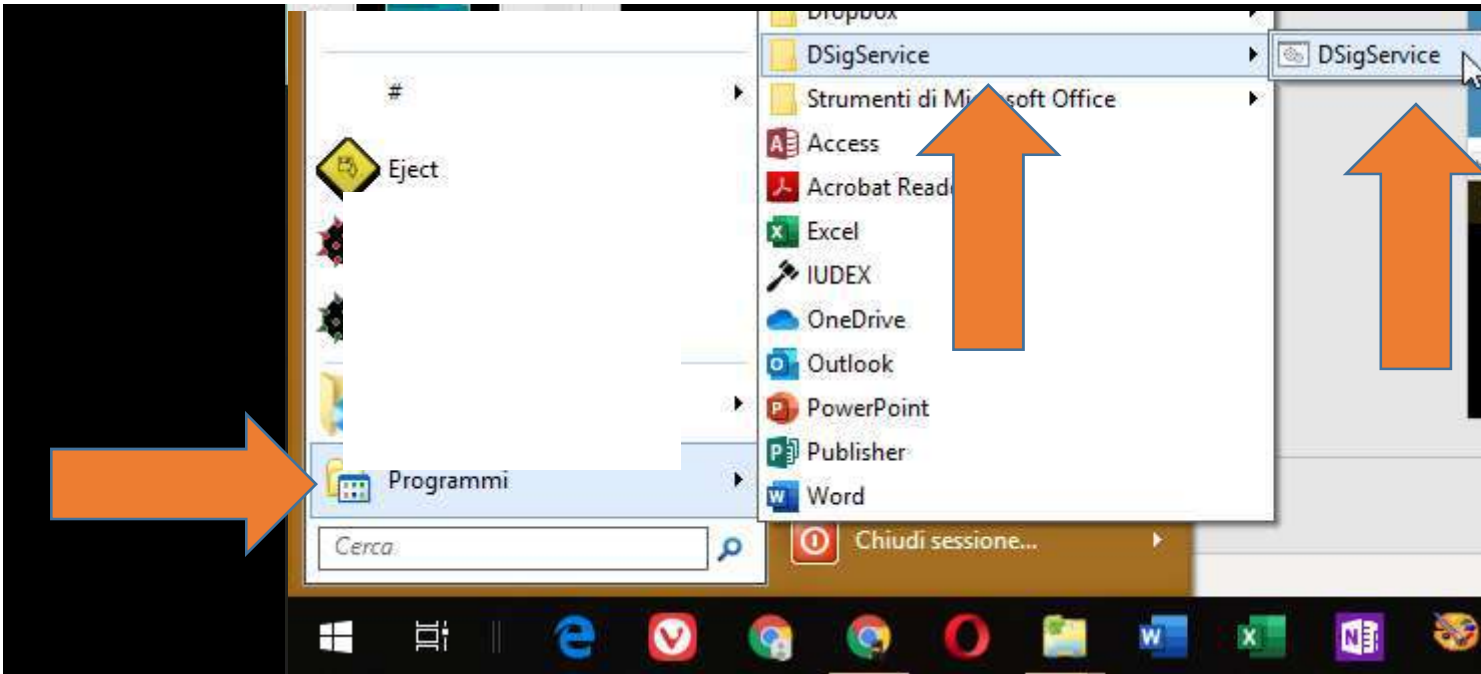 #
Eject
Programmi
Cerca
Dropbox
DSigService
Strumenti di Microsoft Office
Access
Acrobat Reade
Excel
IUDEX
OneDrive
Outlook
PowerPoint
Publisher
Word
Chiudi sessione...
DSigService